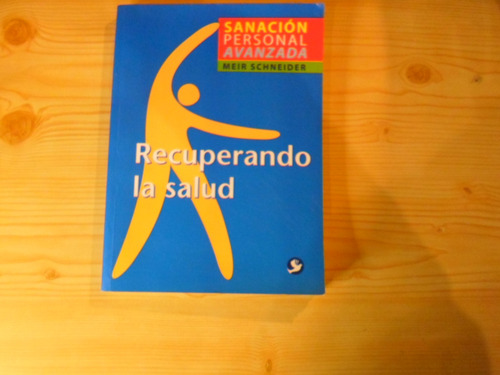 SANACIÓN
PERSONAL
AVANZADA
MEIR SCHNEIDER
Recuperando
la salud